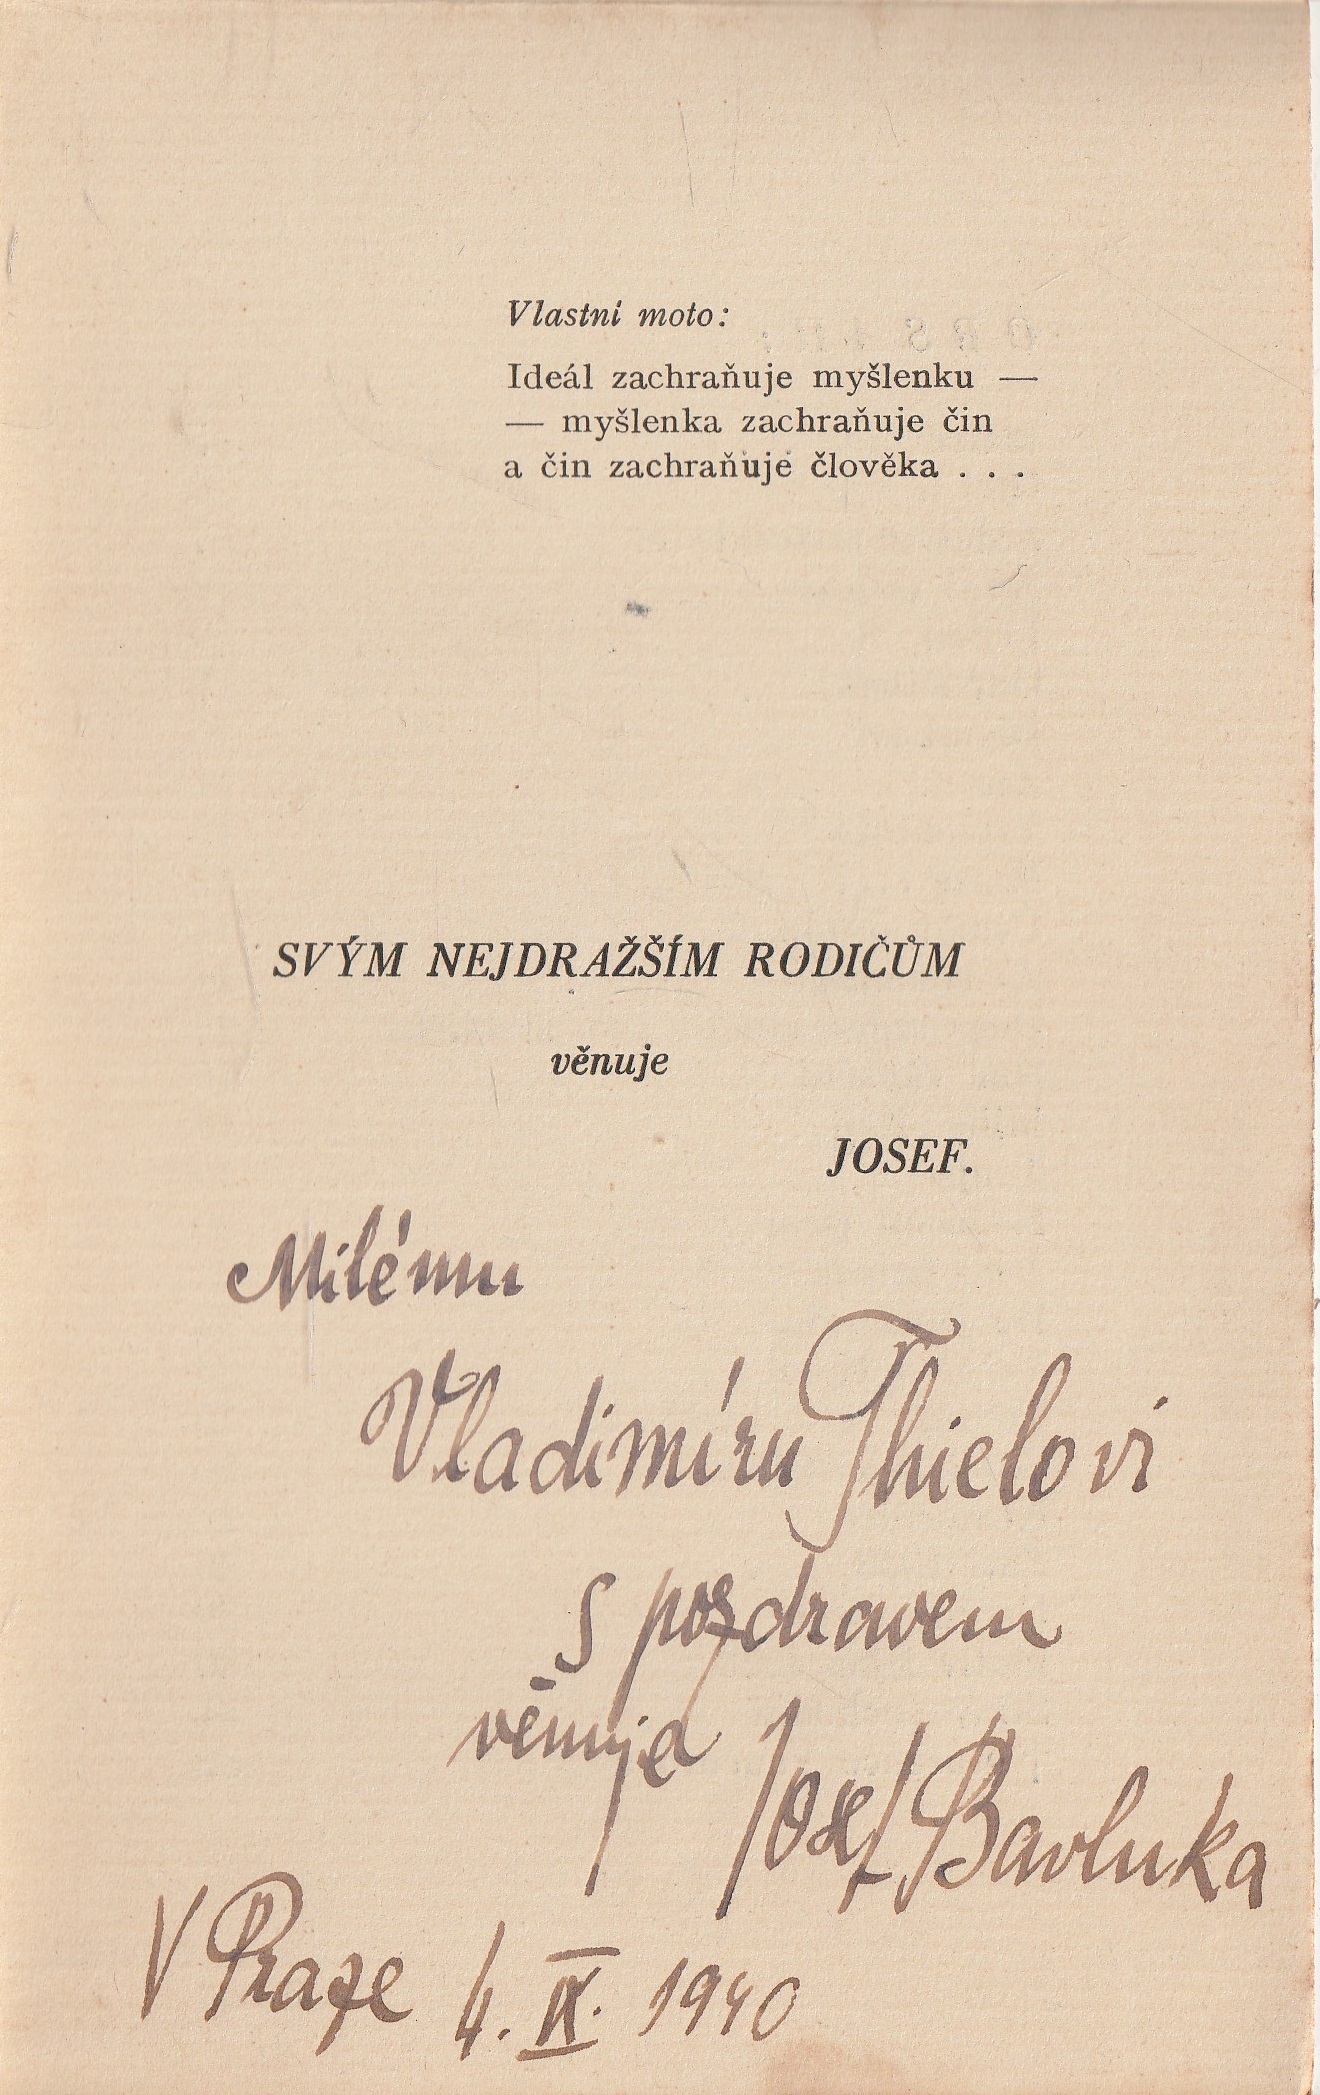 Vlastni moto:
Ideál zachraňuje myšlenku —
— myšlenka zachraňuje čin
a čin zachraňuje člověka . . .
SVÝM NEJDRAŽŠÍM RODIČŮM
věnuje
JOSEF.
Milému
Vladimíru Thielovi
s pozdravem
věnuje Josef Bavluka
V Praze 4. IX. 1940